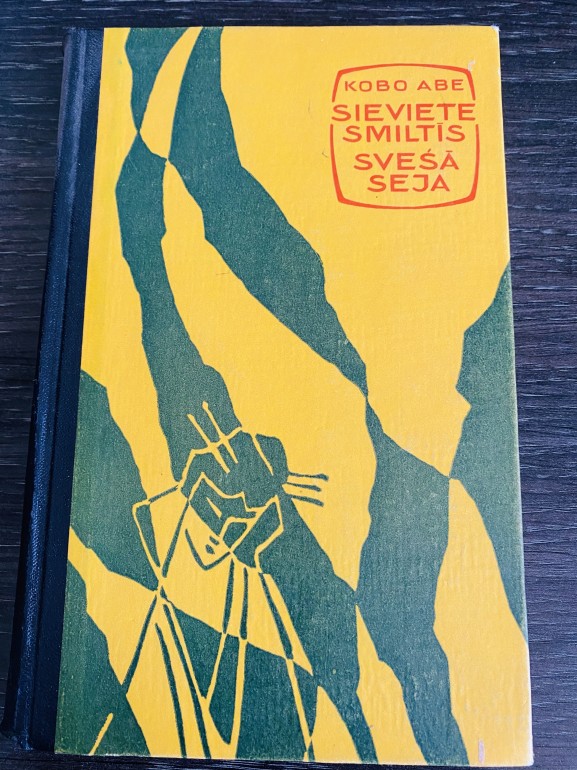 KOBO ABE
SIEVIETE
SMILTĪS
SVEŠĀ
SEJA